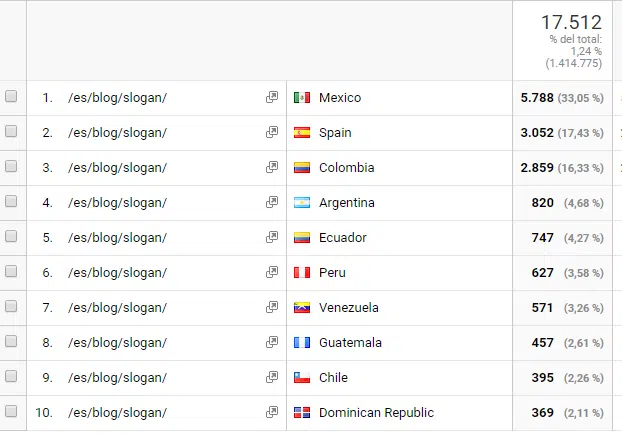 17.512
% del total:
1,24 %
(1.414.775)
1. /es/blog/slogan/ Mexico 5.788 (33,05 %)
2. /es/blog/slogan/ Spain 3.052 (17,43 %)
3. /es/blog/slogan/ Colombia 2.859 (16,33 %)
4. /es/blog/slogan/ Argentina 820 (4,68 %)
5. /es/blog/slogan/ Ecuador 747 (4,27 %)
6. /es/blog/slogan/ Peru 627 (3,58 %)
7. /es/blog/slogan/ Venezuela 571 (3,26 %)
8. /es/blog/slogan/ Guatemala 457 (2,61 %)
9. /es/blog/slogan/ Chile 395 (2,26 %)
10. /es/blog/slogan/ Dominican Republic 369 (2,11 %)